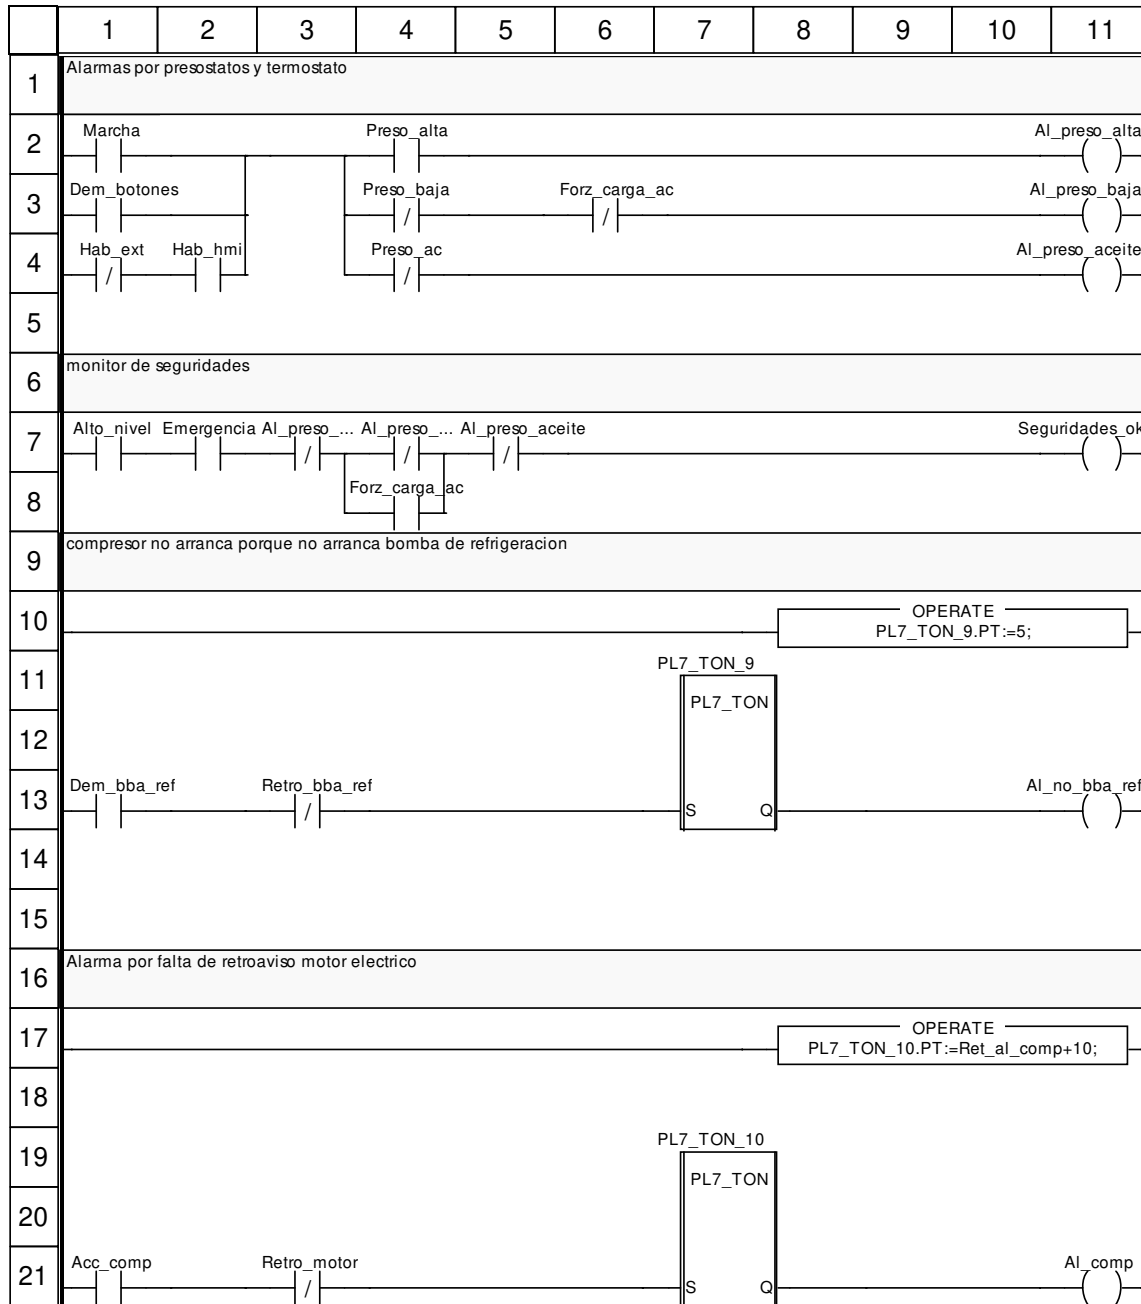 1 2 3 4 5 6 7 8 9 10 11
1 Alarmas por presostatos y termostato
2 Marcha Preso_alta Al_preso_alta
3 Dem_botones Preso_baja Forz_carga_ac Al_preso_baja
/ /
4 Hab_ext Hab_hmi Preso_ac Al_preso_aceite
/ /
5
6 monitor de seguridades
7 Alto_nivel Emergencia Al_preso_... Al_preso_... Al_preso_aceite Seguridades_ok
/ / /
8 Forz_carga_ac
9 compresor no arranca porque no arranca bomba de refrigeracion
10 OPERATE
PL7_TON_9.PT:=5;
11 PL7_TON_9
PL7_TON
12
13 Dem_bba_ref Retro_bba_ref Al_no_bba_ref
/ S Q
14
15
16 Alarma por falta de retroaviso motor electrico
17 OPERATE
PL7_TON_10.PT:=Ret_al_comp+10;
18
19 PL7_TON_10
PL7_TON
20
21 Acc_comp Retro_motor Al_comp
/ S Q